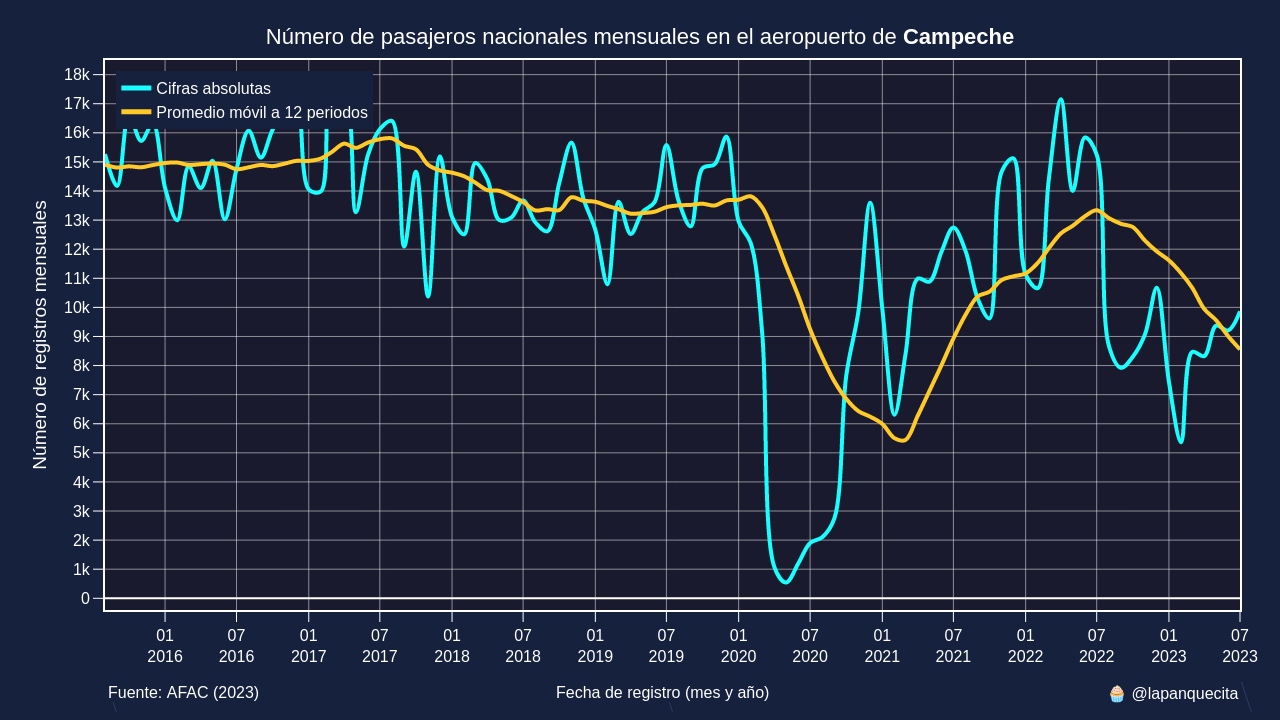 Número de pasajeros nacionales mensuales en el aeropuerto de Campeche
Cifras absolutas
Promedio móvil a 12 periodos
Número de registros mensuales
18k
17k
16k
15k
14k
13k
12k
11k
10k
9k
8k
7k
6k
5k
4k
3k
2k
1k
0
01 07 01 07 01 07 01 07 01 07 01 07 01 07 01 07
2016 2016 2017 2017 2018 2018 2019 2019 2020 2020 2021 2021 2022 2022 2023 2023
Fuente: AFAC (2023) Fecha de registro (mes y año) 🧁 @lapanquecita